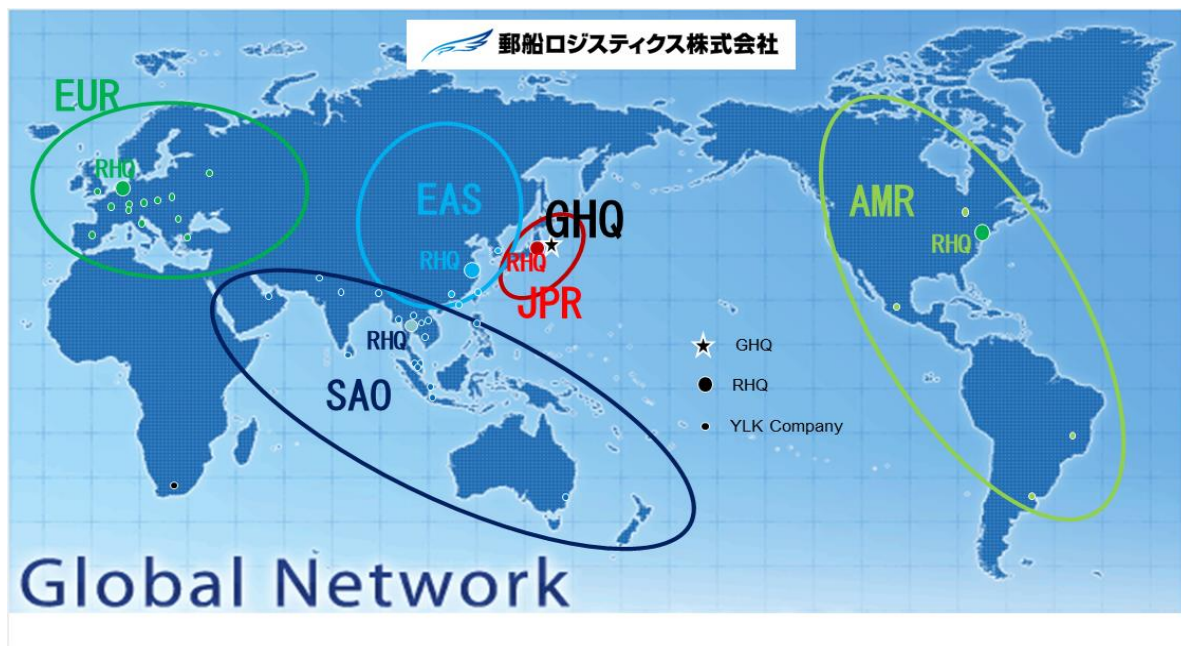 郵船ロジスティクス株式会社
EUR
RHQ
EAS
RHQ
GHQ
RHQ
JPR
AMR
RHQ
RHQ
SAO
GHQ
RHQ
YLK Company
Global Network